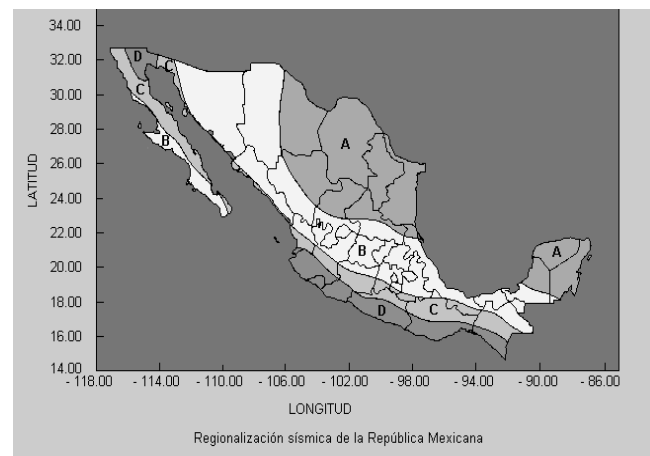 34.00
32.00
30.00
28.00
26.00
24.00
22.00
20.00
18.00
16.00
14.00
LATITUD
D
C
C
B
A
B
A
D
C
- 118.00 - 114.00 - 110.00 - 106.00 - 102.00 - 98.00 - 94.00 - 90.00 - 86.00
LONGITUD
Regionalización sísmica de la República Mexicana